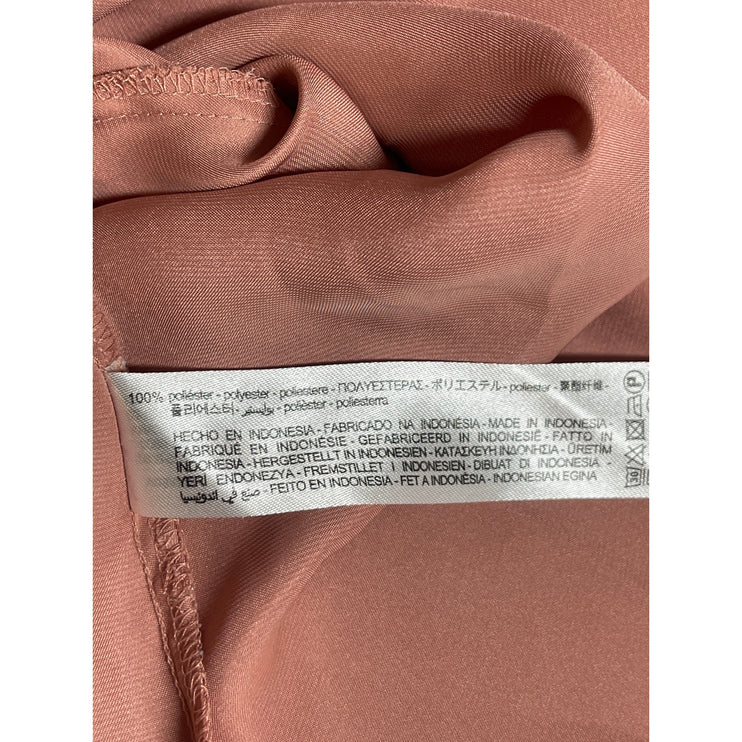 100% poliéster - polyester - poliestere - ΠΟΛΥΕΣΤΕΡΑΣ - ポリエステル - poliester - 聚酯纤维 -
폴리에스터 - بوليستر - polièster - poliesterra
HECHO EN INDONESIA - FABRICADO NA INDONÉSIA - MADE IN INDONESIA -
FABRIQUÉ EN INDONÉSIE - GEFABRICEERD IN INDONÉSIË - FATTO IN
INDONESIA - HERGESTELLT IN INDONESIEN - ΚΑΤΑΣΚΕΥΗ ΙΝΔΟΝΗΣΙΑ - ÜRETIM
YERİ ENDONEZYA - FREMSTILLET I INDONESIEN - DIBUAT DI INDONESIA -
صنع في اندونيسيا - FEITO EN INDONESIA - FET A INDONÈSIA - INDONESIAN EGINA